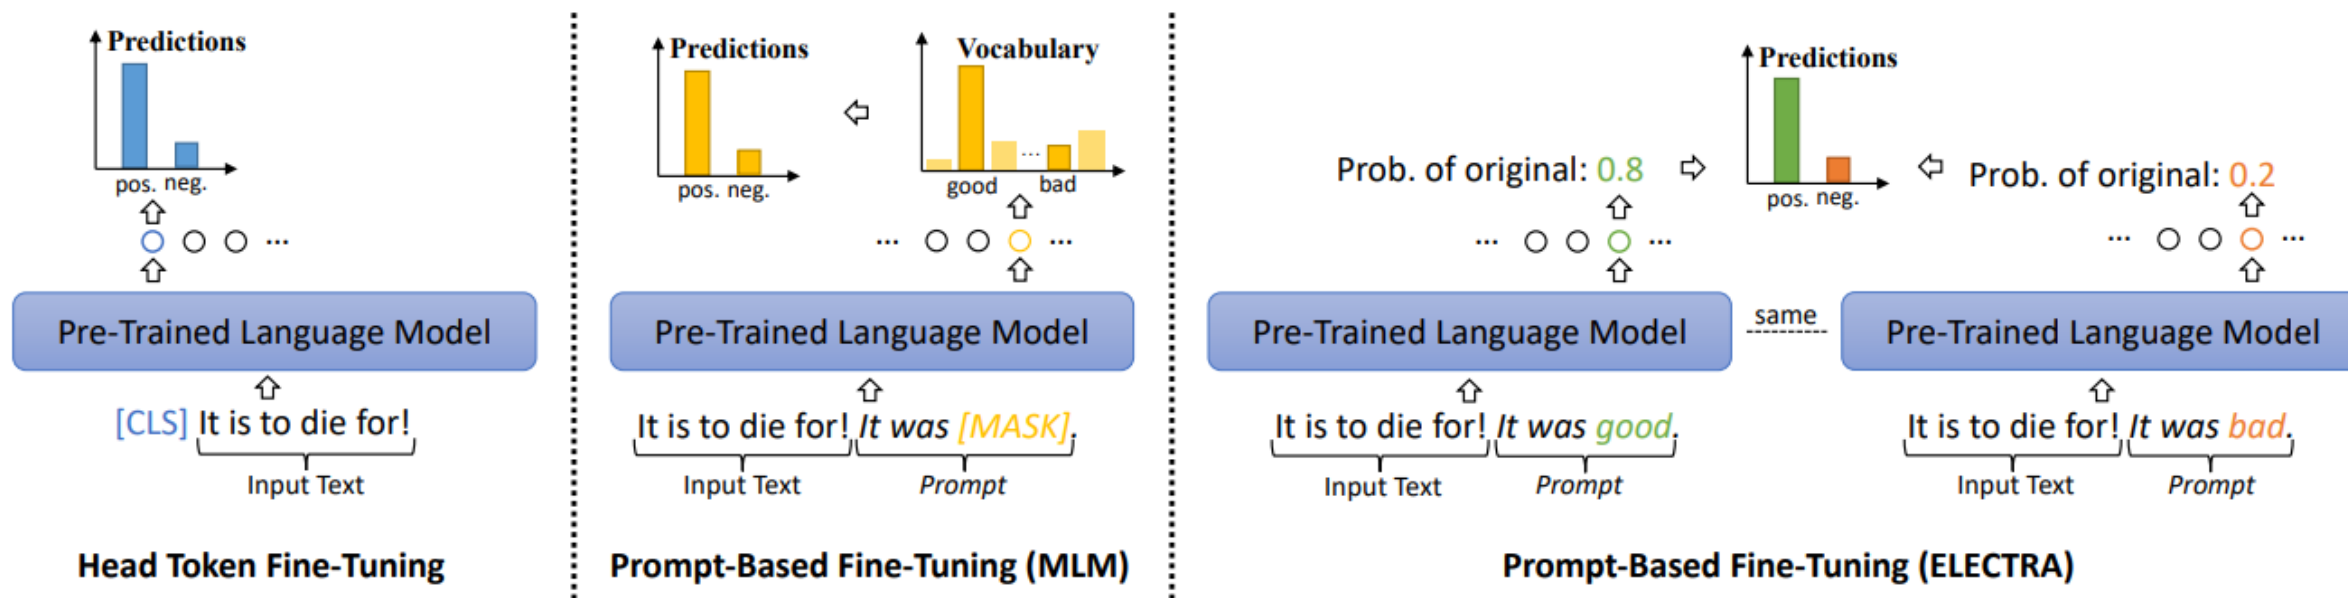 Predictions
pos. neg.
...
Pre-Trained Language Model
[CLS] It is to die for!
Input Text
Head Token Fine-Tuning
Predictions
pos. neg.
Vocabulary
...
good bad
... ...
Pre-Trained Language Model
It is to die for! It was [MASK].
Input Text Prompt
Prompt-Based Fine-Tuning (MLM)
Predictions
pos. neg.
Prob. of original: 0.8
... ...
Pre-Trained Language Model
It is to die for! It was good.
Input Text Prompt
same
Prob. of original: 0.2
... ...
Pre-Trained Language Model
It is to die for! It was bad.
Input Text Prompt
Prompt-Based Fine-Tuning (ELECTRA)